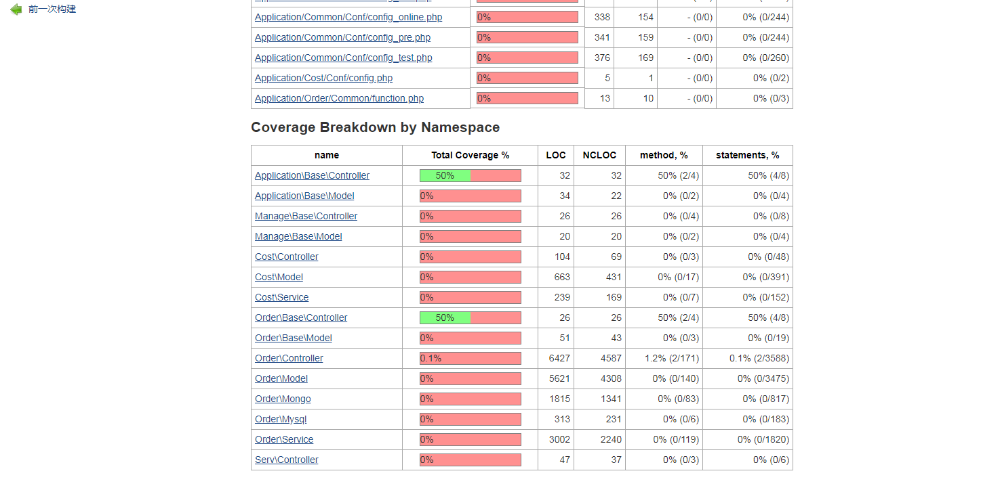 前一次构建
Application/Common/Conf/config_online.php 0% 338 154 - (0/0) 0% (0/244)
Application/Common/Conf/config_pre.php 0% 341 159 - (0/0) 0% (0/244)
Application/Common/Conf/config_test.php 0% 376 169 - (0/0) 0% (0/260)
Application/Cost/Conf/config.php 0% 5 1 - (0/0) 0% (0/2)
Application/Order/Common/function.php 0% 13 10 - (0/0) 0% (0/3)
Coverage Breakdown by Namespace
name Total Coverage % LOC NCLOC method, % statements, %
Application\Base\Controller 50% 32 32 50% (2/4) 50% (4/8)
Application\Base\Model 0% 34 22 0% (0/2) 0% (0/4)
Manage\Base\Controller 0% 26 26 0% (0/4) 0% (0/8)
Manage\Base\Model 0% 20 20 0% (0/2) 0% (0/4)
Cost\Controller 0% 104 69 0% (0/3) 0% (0/48)
Cost\Model 0% 663 431 0% (0/17) 0% (0/391)
Cost\Service 0% 239 169 0% (0/7) 0% (0/152)
Order\Base\Controller 50% 26 26 50% (2/4) 50% (4/8)
Order\Base\Model 0% 51 43 0% (0/3) 0% (0/19)
Order\Controller 0.1% 6427 4587 1.2% (2/171) 0.1% (2/3588)
Order\Model 0% 5621 4308 0% (0/140) 0% (0/3475)
Order\Mongo 0% 1815 1341 0% (0/83) 0% (0/817)
Order\Mysql 0% 313 231 0% (0/6) 0% (0/183)
Order\Service 0% 3002 2240 0% (0/119) 0% (0/1820)
Serv\Controller 0% 47 37 0% (0/3) 0% (0/6)